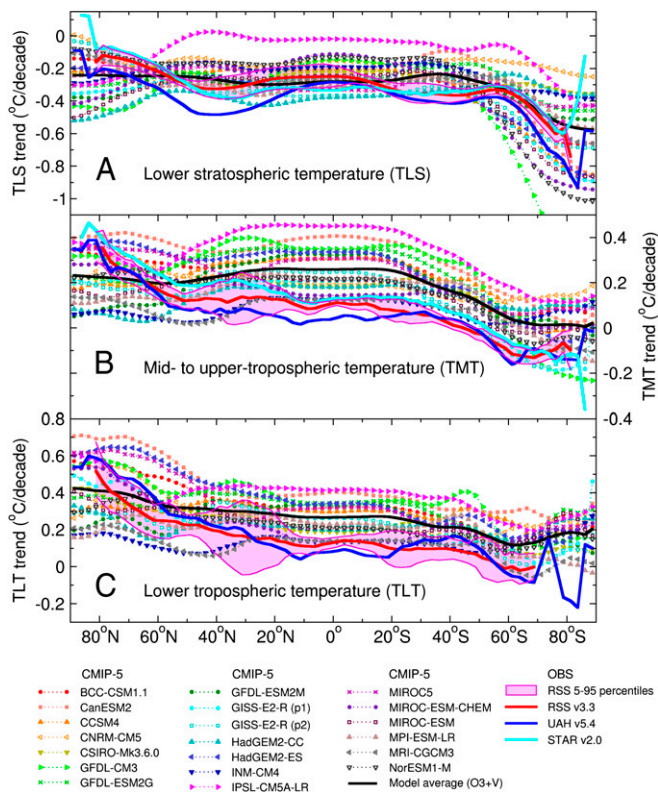 0
-0.2
-0.4
-0.6
-0.8
-1
TLS trend (°C/decade)
A Lower stratospheric temperature (TLS)
0.4
0.2
0
-0.2
-0.4
TMT trend (°C/decade)
B Mid- to upper-tropospheric temperature (TMT)
0.8
0.6
0.4
0.2
0
-0.2
TLT trend (°C/decade)
C Lower tropospheric temperature (TLT)
80°N 60°N 40°N 20°N 0° 20°S 40°S 60°S 80°S
CMIP-5 CMIP-5 CMIP-5 OBS
BCC-CSM1.1 GFDL-ESM2M MIROC5 RSS 5-95 percentiles
CanESM2 GISS-E2-R (p1) MIROC-ESM-CHEM RSS v3.3
CCSM4 GISS-E2-R (p2) MIROC-ESM UAH v5.4
CNRM-CM5 HadGEM2-CC MPI-ESM-LR STAR v2.0
CSIRO-Mk3.6.0 HadGEM2-ES MRI-CGCM3
GFDL-CM3 INM-CM4 NorESM1-M
GFDL-ESM2G IPSL-CM5A-LR Model average (O3+V)